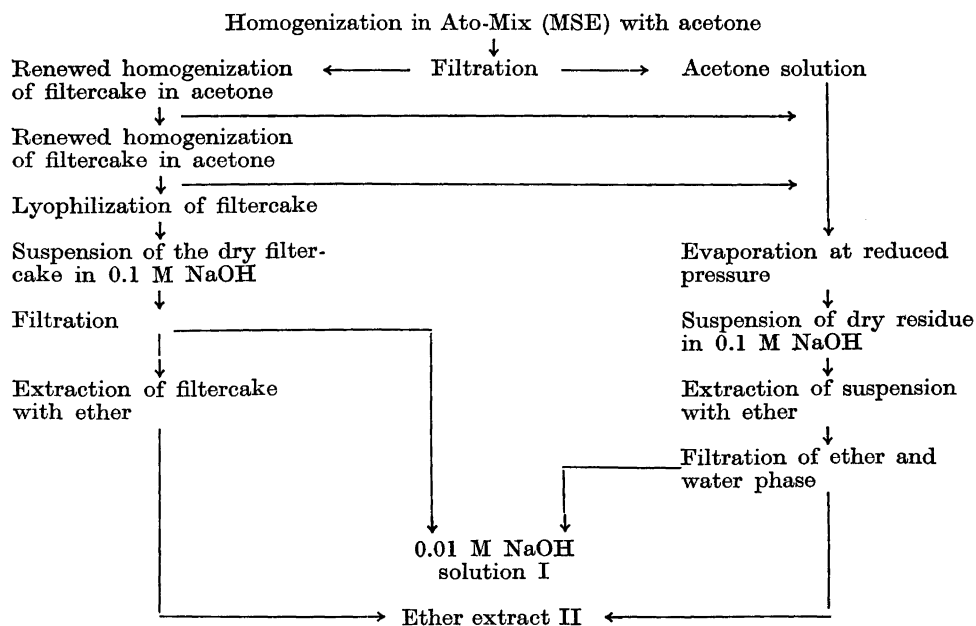 Homogenization in Ato-Mix (MSE) with acetone
Renewed homogenization
of filtercake in acetone
Filtration
Acetone solution
Renewed homogenization
of filtercake in acetone
Lyophilization of filtercake
Suspension of the dry filter-
cake in 0.1 M NaOH
Evaporation at reduced
pressure
Filtration
Suspension of dry residue
in 0.1 M NaOH
Extraction of filtercake
with ether
Extraction of suspension
with ether
Filtration of ether and
water phase
0.01 M NaOH
solution I
Ether extract II